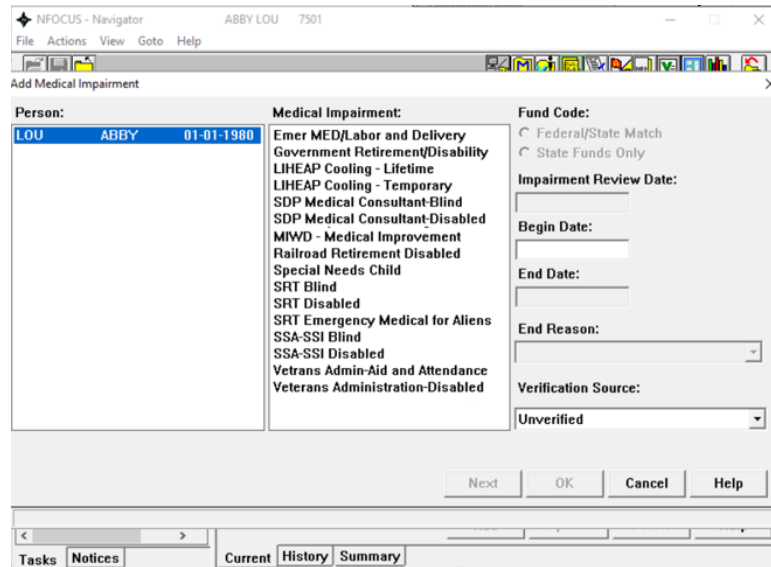 NFOCUS - Navigator ABBY LOU 7501
File Actions View Goto Help
Add Medical Impairment
Person:
LOU ABBY 01-01-1980
Medical Impairment:
Emer MED/Labor and Delivery
Government Retirement/Disability
LIHEAP Cooling - Lifetime
LIHEAP Cooling - Temporary
SDP Medical Consultant-Blind
SDP Medical Consultant-Disabled
MIWD - Medical Improvement
Railroad Retirement Disabled
Special Needs Child
SRT Blind
SRT Disabled
SRT Emergency Medical for Aliens
SSA-SSI Blind
SSA-SSI Disabled
Vetrans Admin-Aid and Attendance
Veterans Administration-Disabled
Fund Code:
Federal/State Match
State Funds Only
Impairment Review Date:
Begin Date:
End Date:
End Reason:
Verification Source:
Unverified
Next OK Cancel Help
Tasks Notices Current History Summary